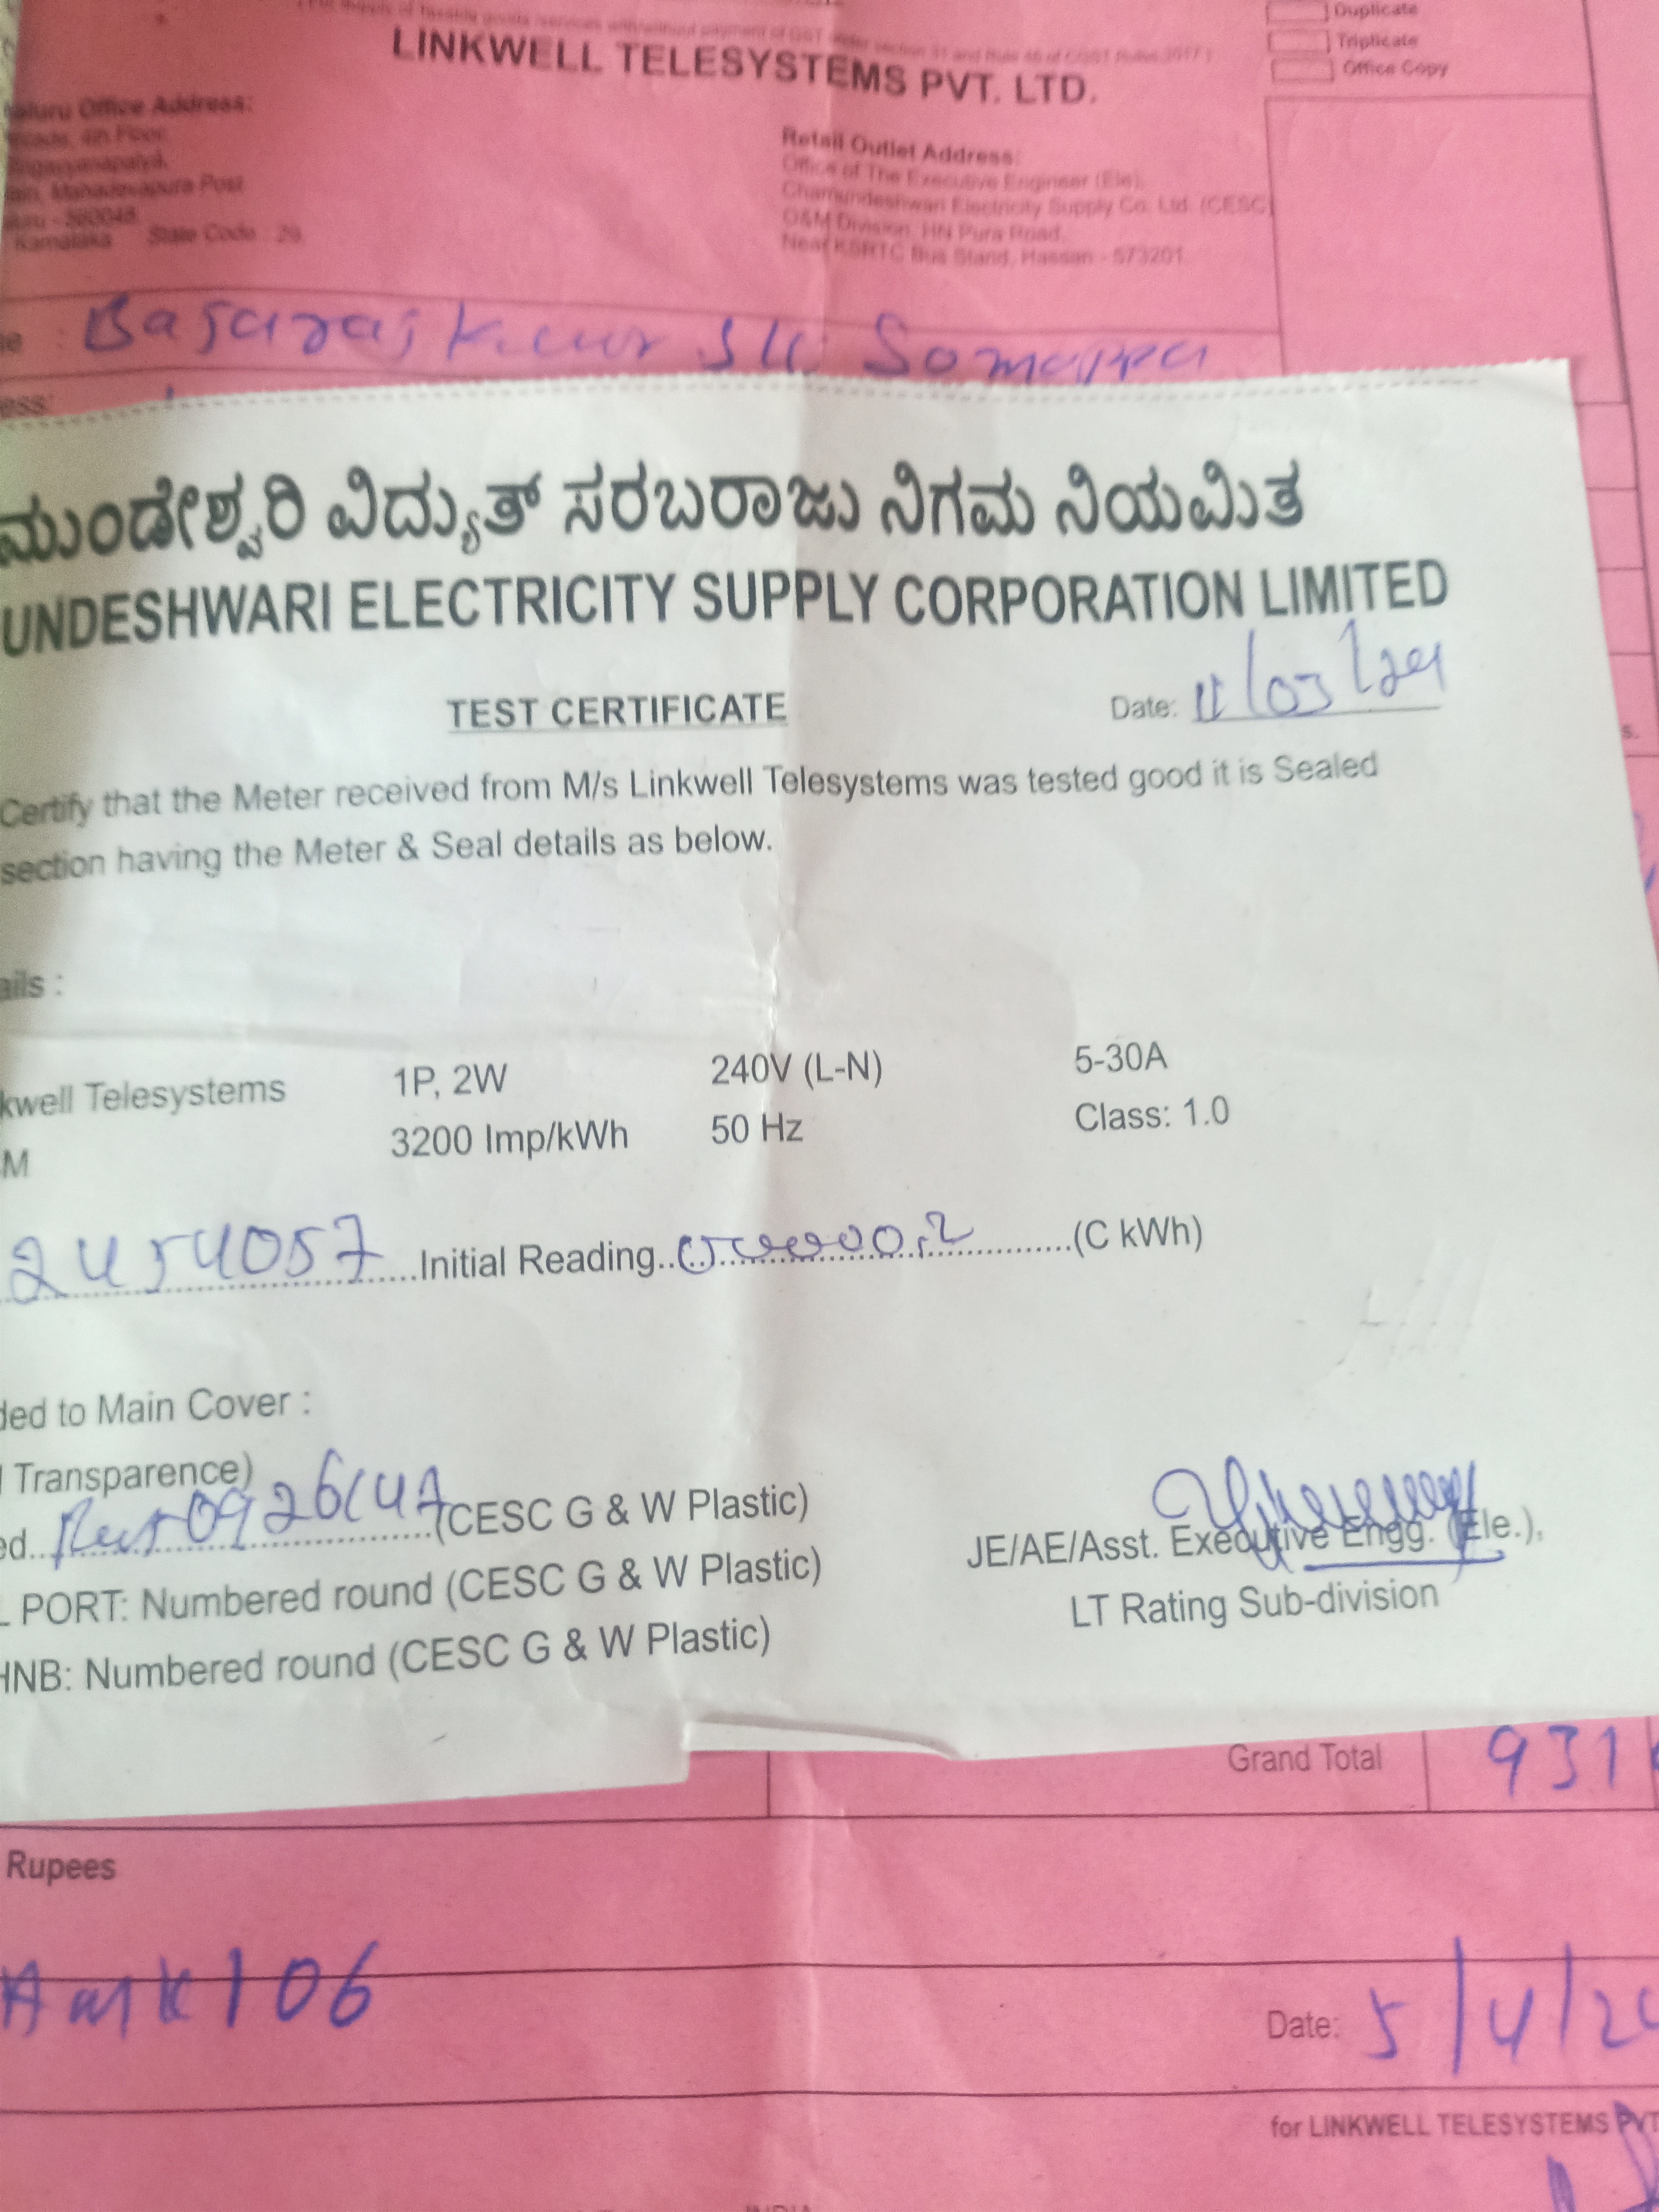 Duplicate
Triplicate
Office Copy
LINKWELL TELESYSTEMS PVT. LTD.
Office Address:
Mahadevapura Post
Karnataka State Code : 29
Retail Outlet Address:
Office of The Executive Engineer (Ele),
Chamundeshwari Electricity Supply Co. Ltd. (CESC)
O&M Division, HN Pura Road,
Near KSRTC Bus Stand, Hassan - 573201
Somappa
ಮುಂಡೇಶ್ವರಿ ವಿದ್ಯುತ್ ಸರಬರಾಜು ನಿಗಮ ನಿಯಮಿತ
UNDESHWARI ELECTRICITY SUPPLY CORPORATION LIMITED
TEST CERTIFICATE Date: 11/03/24
Certify that the Meter received from M/s Linkwell Telesystems was tested good it is Sealed
section having the Meter & Seal details as below.
ails :
kwell Telesystems 1P, 2W 240V (L-N) 5-30A
M 3200 Imp/kWh 50 Hz Class: 1.0
2454057 Initial Reading (C kWh)
ded to Main Cover :
Transparence)
ed (CESC G & W Plastic)
JE/AE/Asst. Executive Engg. (Ele.),
PORT: Numbered round (CESC G & W Plastic)
LT Rating Sub-division
HNB: Numbered round (CESC G & W Plastic)
Grand Total 931
Rupees
106
Date: 5/4/2
for LINKWELL TELESYSTEMS PVT